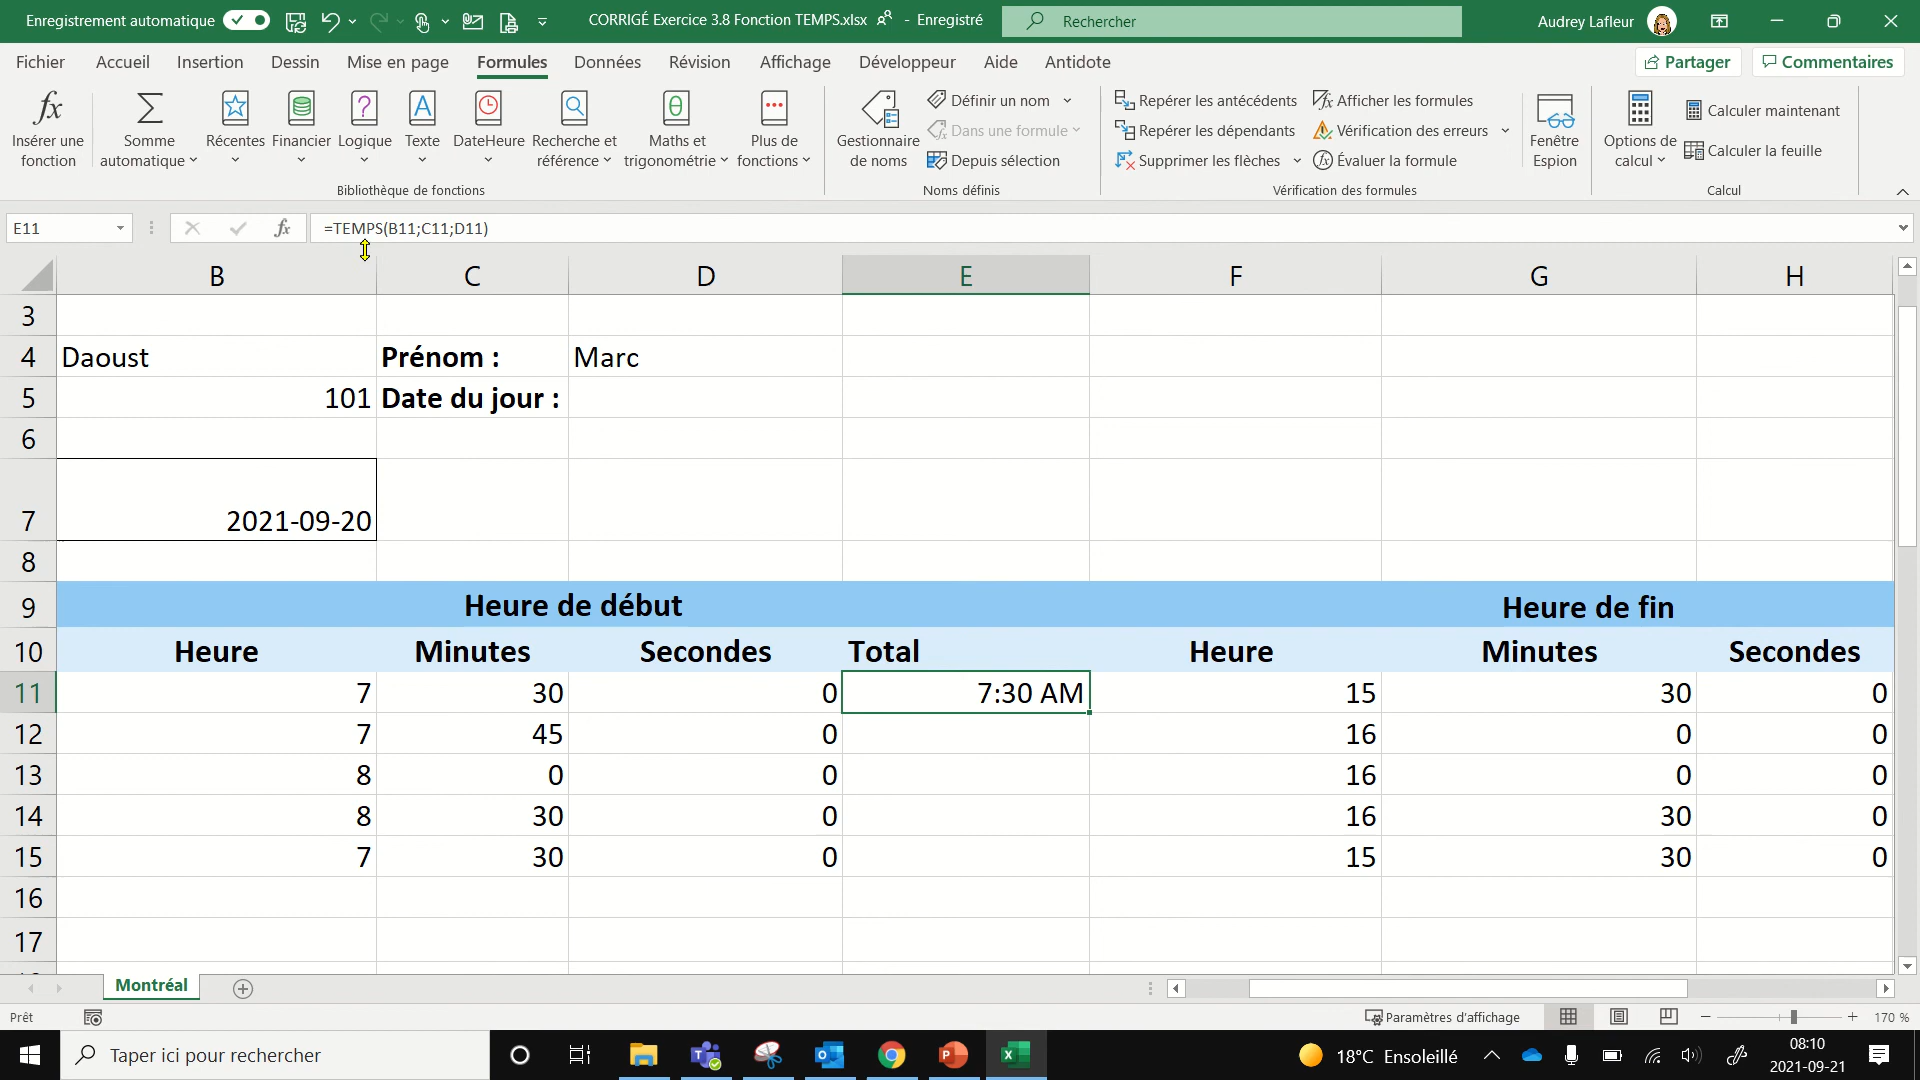 Enregistrement automatique CORRIGÉ Exercice 3.8 Fonction TEMPS.xlsx - Enregistré Rechercher Audrey Lafleur
Fichier Accueil Insertion Dessin Mise en page Formules Données Révision Affichage Développeur Aide Antidote Partager Commentaires
Insérer une fonction
Somme automatique
Récentes
Financier
Logique
Texte
DateHeure
Recherche et référence
Maths et trigonométrie
Plus de fonctions
Bibliothèque de fonctions
Gestionnaire de noms
Définir un nom
Dans une formule
Depuis sélection
Noms définis
Repérer les antécédents
Repérer les dépendants
Supprimer les flèches
Afficher les formules
Vérification des erreurs
Évaluer la formule
Vérification des formules
Fenêtre Espion
Options de calcul
Calculer maintenant
Calculer la feuille
Calcul
E11 fx =TEMPS(B11;C11;D11)
B C D E F G H
3
4 Daoust Prénom : Marc
5 101 Date du jour :
6
7 2021-09-20
8
9 Heure de début Heure de fin
10 Heure Minutes Secondes Total Heure Minutes Secondes
11 7 30 0 7:30 AM 15 30 0
12 7 45 0 16 0 0
13 8 0 0 16 0 0
14 8 30 0 16 30 0
15 7 30 0 15 30 0
16
17
Montréal
Prêt Paramètres d'affichage 170 %
Taper ici pour rechercher 18°C Ensoleillé 08:10
2021-09-21